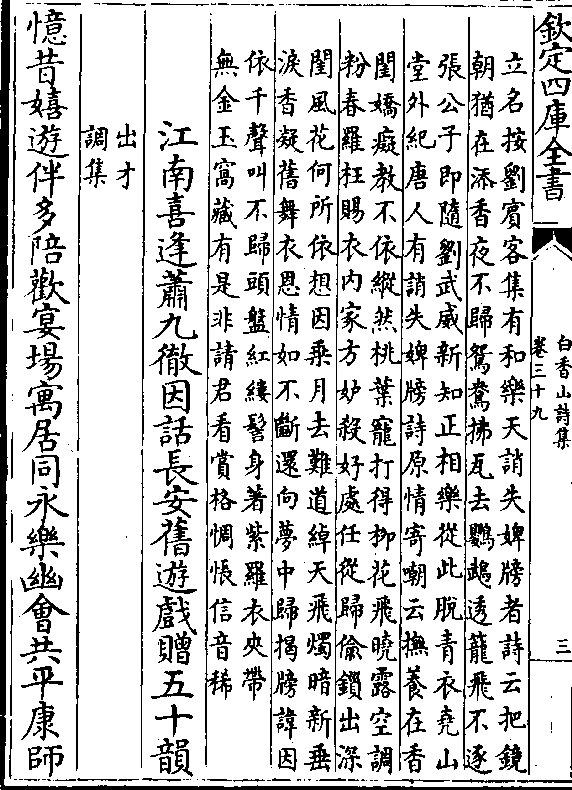 欽定四庫全書
白香山詩集
卷三十九
三
立名按劉賓客集有和樂天誚失婢牓者詩云把鏡
朝猶在添香夜不歸鴛鴦拂瓦去鸚鵡透籠飛不逐
張公子即隨劉武威新知正相樂從此脫青衣堯山
堂外紀唐人有誚失婢牓詩原情寄嘲云撫養在香
閨嬌癡教不依縱然桃葉寵打得柳花飛曉露空調
粉春羅枉賜衣内家方妒殺好處任從歸偷鎖出深
閨風花何所依想因乗月去難道綽天飛燭暗新垂
淚香凝舊舞衣恩情如不斷還向夢中歸揭牓諱因
依千聲叫不歸頭盤紅縷髻身著紫羅衣夾帶
無金玉窩藏有是非請君看賞格惆悵信音稀
江南喜逢蕭九徹因話長安舊遊戲贈五十韻
出才
調集
憶昔嬉遊伴多陪歡宴場寓居同永樂幽會共平康師